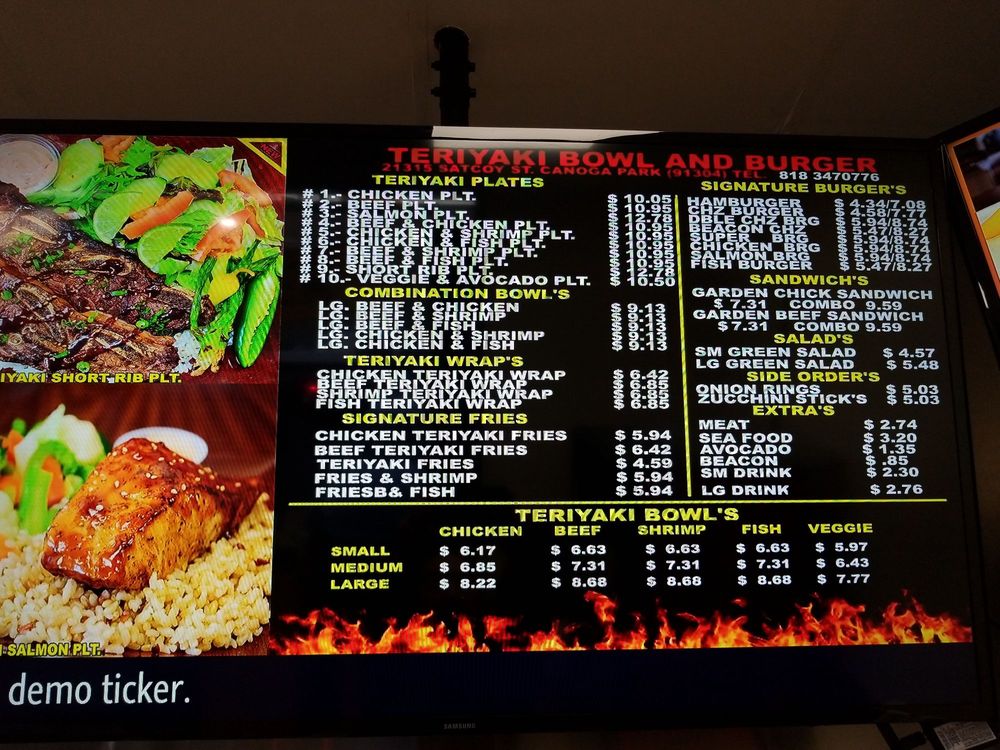 TERIYAKI BOWL AND BURGER
21315 SATCOY ST. CANOGA PARK (91304) TEL. 818 3470776
TERIYAKI PLATES
# 1.- CHICKEN PLT. $ 10.05
# 2.- BEEF PLT. $ 10.95
# 3.- SALMON PLT. $ 12.78
# 4.- BEEF & CHICKEN PLT. $ 10.95
# 5.- CHICKEN & SHRIMP PLT. $ 10.95
# 6.- CHICKEN & FISH PLT. $ 10.95
# 7.- BEEF & SHRIMP PLT. $ 10.95
# 8.- BEEF & FISH PLT. $ 10.95
# 9.- SHORT RIB PLT. $ 12.78
# 10.- VEGGIE & AVOCADO PLT. $ 10.50
COMBINATION BOWL'S
LG. BEEF & CHICKEN $ 9.13
LG. BEEF & SHRIMP $ 9.13
LG. BEEF & FISH $ 9.13
LG. CHICKEN & SHRIMP $ 9.13
LG. CHICKEN & FISH $ 9.13
TERIYAKI WRAP'S
CHICKEN TERIYAKI WRAP $ 6.42
BEEF TERIYAKI WRAP $ 6.85
SHRIMP TERIYAKI WRAP $ 6.85
FISH TERIYAKI WRAP $ 6.85
SIGNATURE FRIES
CHICKEN TERIYAKI FRIES $ 5.94
BEEF TERIYAKI FRIES $ 6.42
TERIYAKI FRIES $ 4.59
FRIES & SHRIMP $ 5.94
FRIESB& FISH $ 5.94
SIGNATURE BURGER'S
HAMBURGER $ 4.34/7.08
CHZ BURGER $ 4.58/7.77
CHILI CHZ BRG $ 5.94/8.74
BEACON CHZ $ 5.47/8.27
SUPER BRG $ 5.94/8.74
CHICKEN BRG $ 5.94/8.74
SALMON BRG $ 5.94/8.74
FISH BURGER $ 5.47/8.27
SANDWICH'S
GARDEN CHICK SANDWICH
$ 7.31 COMBO 9.59
GARDEN BEEF SANDWICH
$ 7.31 COMBO 9.59
SALAD'S
SM GREEN SALAD $ 4.57
LG GREEN SALAD $ 5.48
SIDE ORDER'S
ONION RINGS $ 5.03
ZUCCHINI STICK'S $ 5.03
EXTRA'S
MEAT $ 2.74
SEA FOOD $ 3.20
AVOCADO $ 1.35
BEACON $ .85
SM DRINK $ 2.30
LG DRINK $ 2.76
TERIYAKI BOWL'S
CHICKEN BEEF SHRIMP FISH VEGGIE
SMALL $ 6.17 $ 6.63 $ 6.63 $ 6.63 $ 5.97
MEDIUM $ 6.85 $ 7.31 $ 7.31 $ 7.31 $ 6.43
LARGE $ 8.22 $ 8.68 $ 8.68 $ 8.68 $ 7.77
IYAKI SHORT RIB PLT.
SALMON PLT.
demo ticker.
SAMSUNG